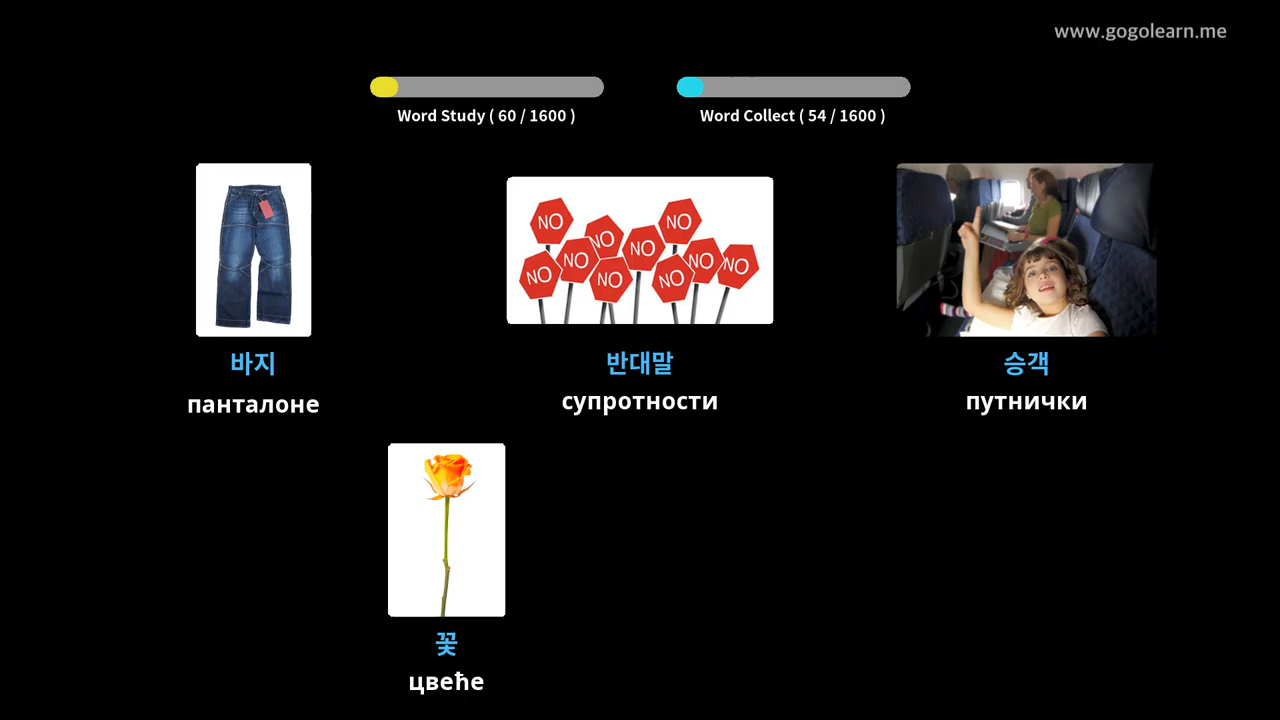 www.gogolearn.me
Word Study ( 60 / 1600 )
Word Collect ( 54 / 1600 )
NO
NO
NO
NO
NO
NO
NO
NO
NO
NO
바지
панталоне
반대말
супротности
승객
путнички
꽃
цвеће